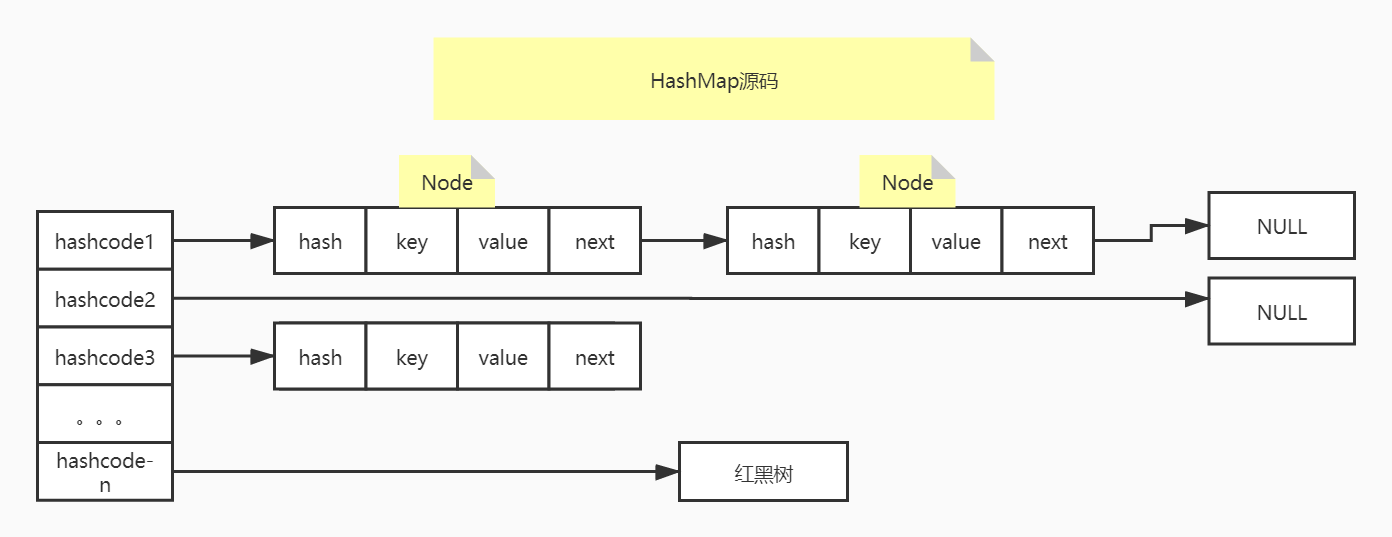 HashMap源码
Node
Node
hashcode1
hash
key
value
next
hash
key
value
next
NULL
hashcode2
NULL
hashcode3
hash
key
value
next
。。。
hashcode-
n
红黑树